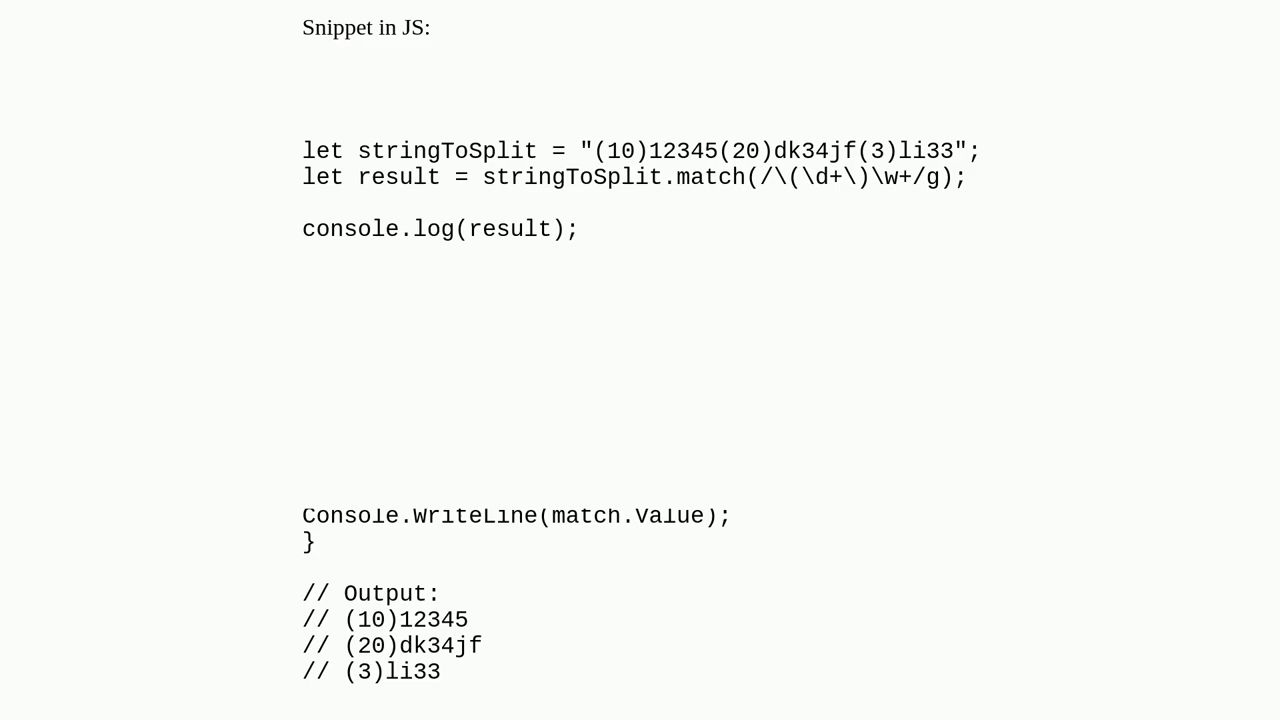 Snippet in JS:
let stringToSplit = "(10)12345(20)dk34jf(3)li33";
let result = stringToSplit.match(/\(\d+\)\w+/g);
console.log(result);
Console.WriteLine(match.Value);
}
// Output:
// (10)12345
// (20)dk34jf
// (3)li33